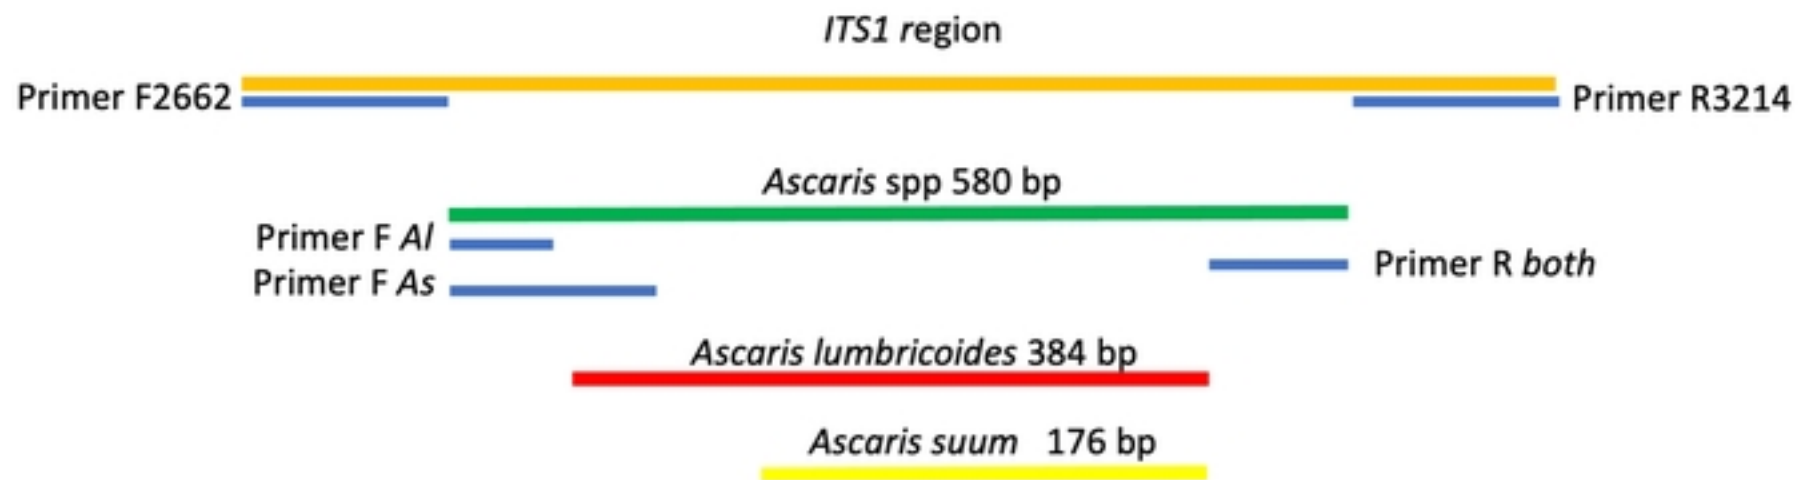 ITS1 region
Primer F2662
Primer R3214
Ascaris spp 580 bp
Primer F Al
Primer R both
Primer F As
Ascaris lumbricoides 384 bp
Ascaris suum 176 bp